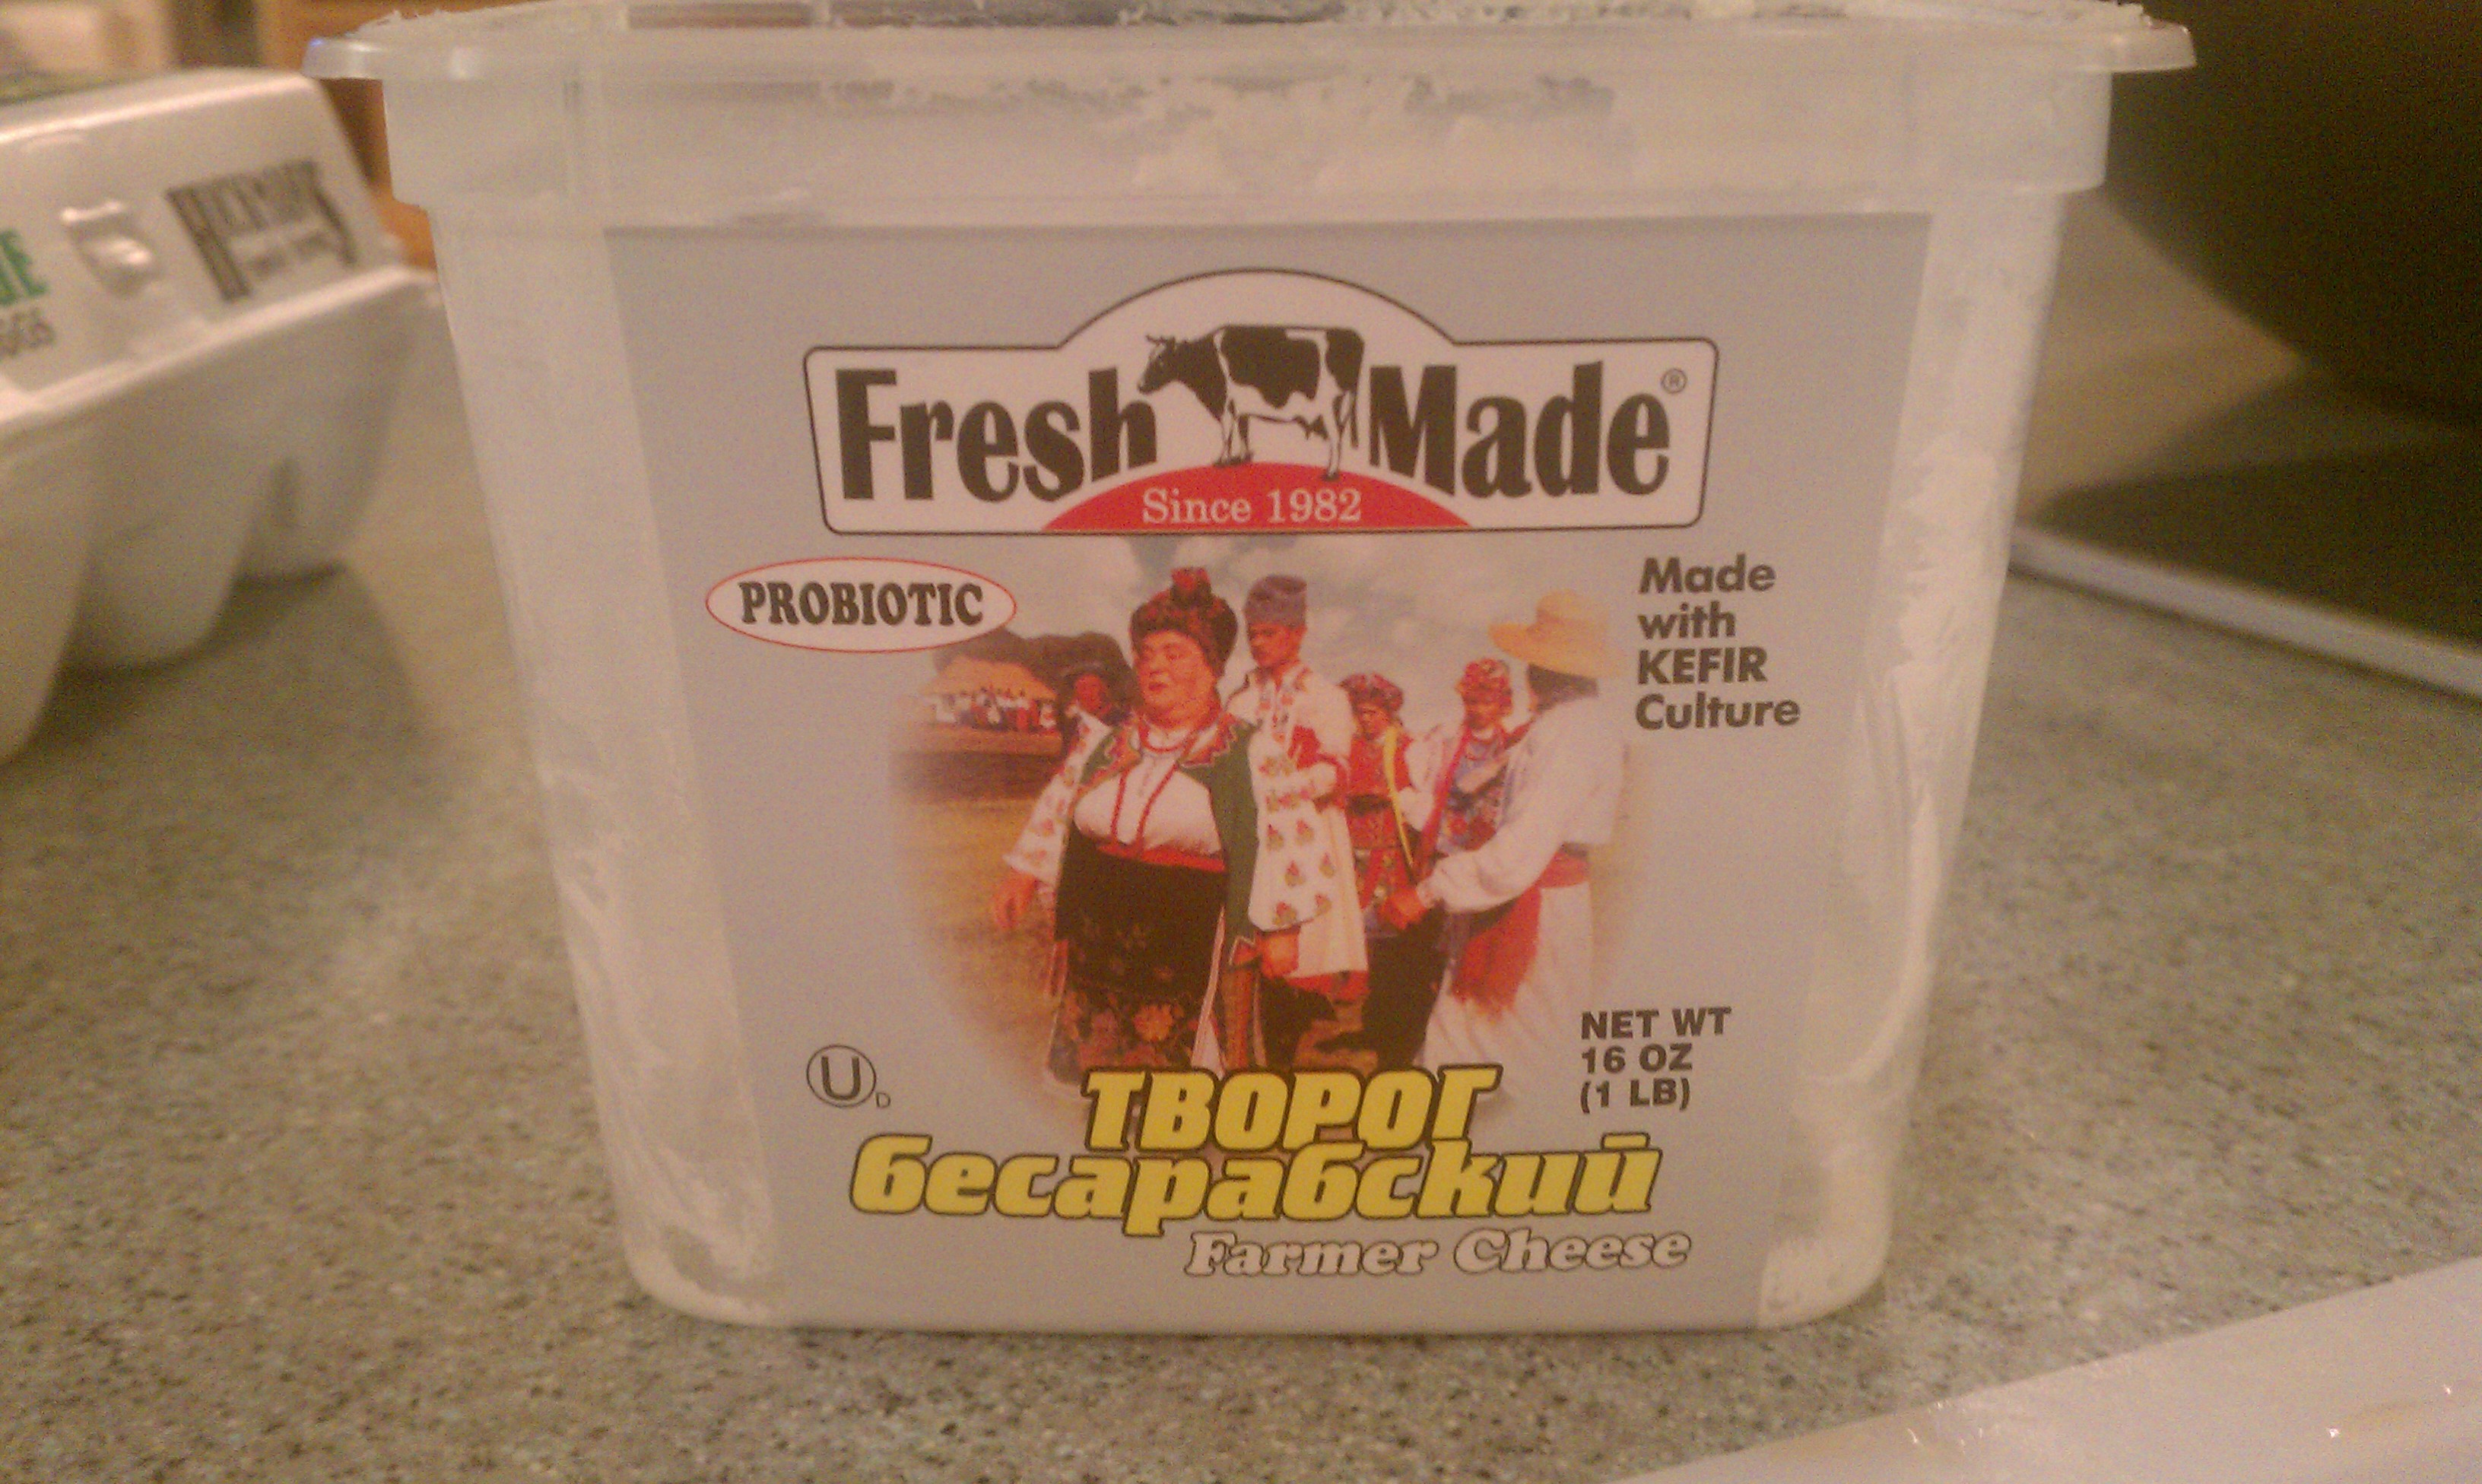 Fresh Made®
Since 1982
PROBIOTIC
Made
with
KEFIR
Culture
NET WT
16 OZ
(1 LB)
U D
ТВОРОГ
бесарабский
Farmer Cheese